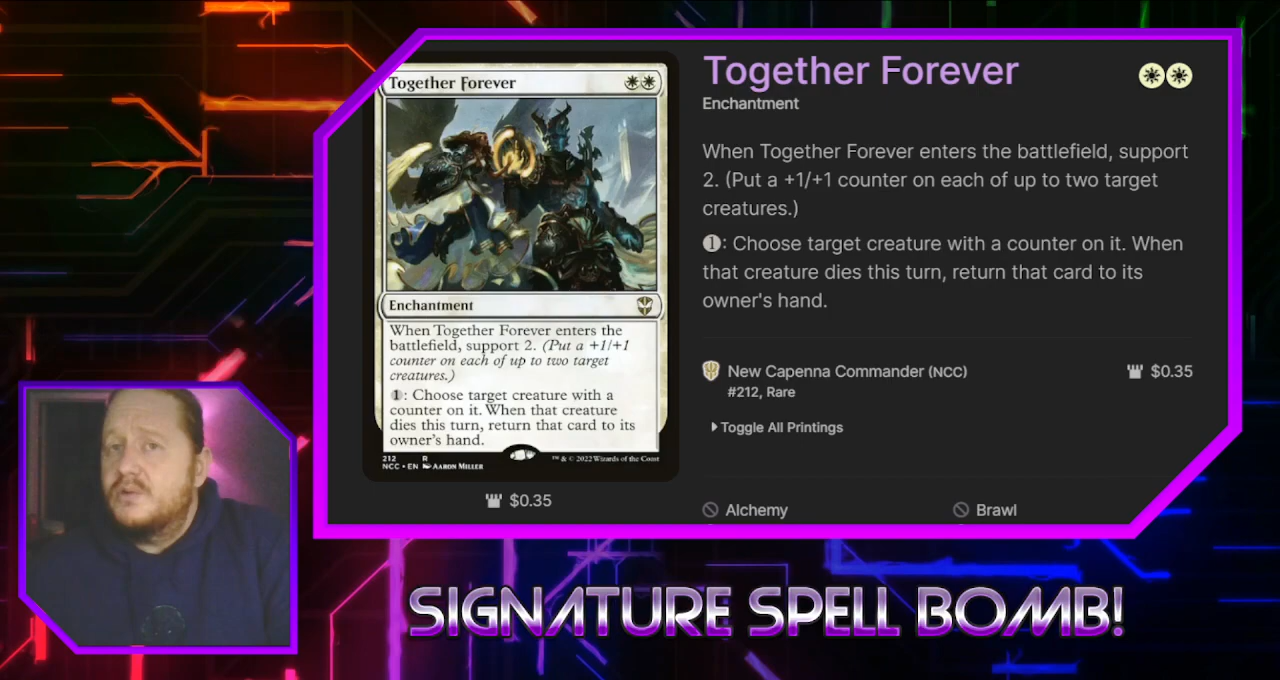 Together Forever
Enchantment
When Together Forever enters the battlefield, support
2. (Put a +1/+1 counter on each of up to two target
creatures.)
❶: Choose target creature with a counter on it. When
that creature dies this turn, return that card to its
owner's hand.
New Capenna Commander (NCC)
$0.35
#212, Rare
Toggle All Printings
Alchemy
Brawl
Together Forever
Enchantment
When Together Forever enters the
battlefield, support 2. (Put a +1/+1
counter on each of up to two target
creatures.)
1: Choose target creature with a
counter on it. When that creature
dies this turn, return that card to its
owner's hand.
212 R
NCC • EN AARON MILLER
™ & © 2022 Wizards of the Coast
$0.35
SIGNATURE SPELL BOMB!